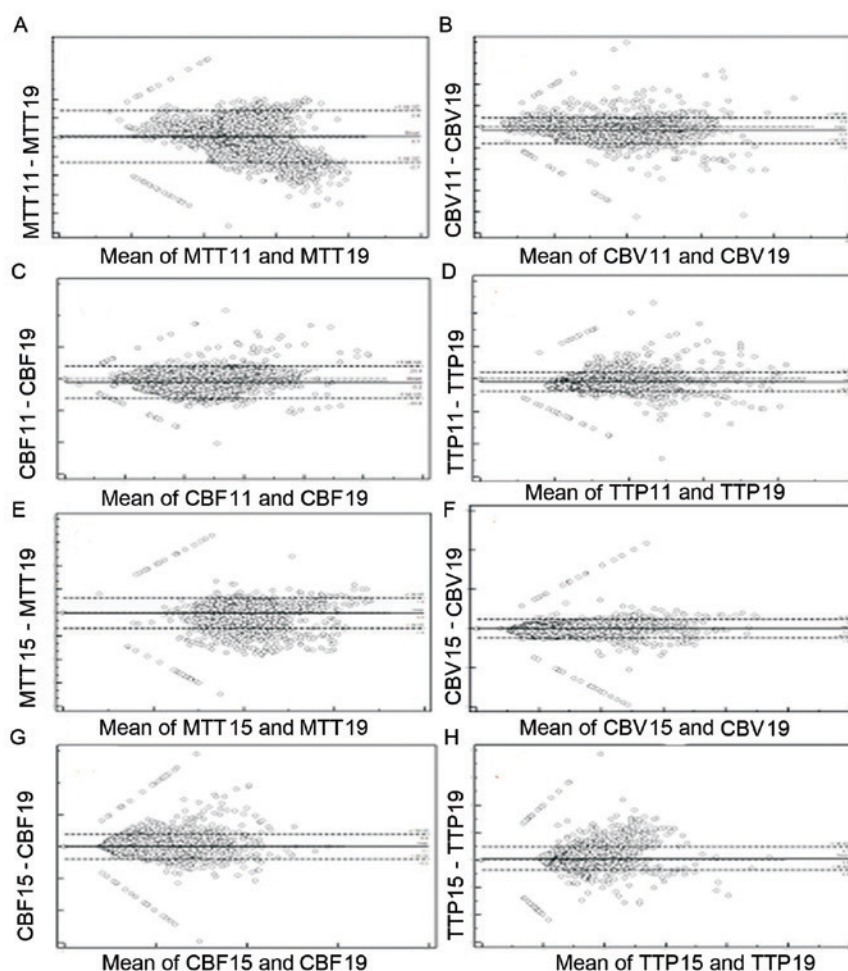 A
MTT11 - MTT19
Mean of MTT11 and MTT19
B
CBV11 - CBV19
Mean of CBV11 and CBV19
C
CBF11 - CBF19
Mean of CBF11 and CBF19
D
TTP11 - TTP19
Mean of TTP11 and TTP19
E
MTT15 - MTT19
Mean of MTT15 and MTT19
F
CBV15 - CBV19
Mean of CBV15 and CBV19
G
CBF15 - CBF19
Mean of CBF15 and CBF19
H
TTP15 - TTP19
Mean of TTP15 and TTP19